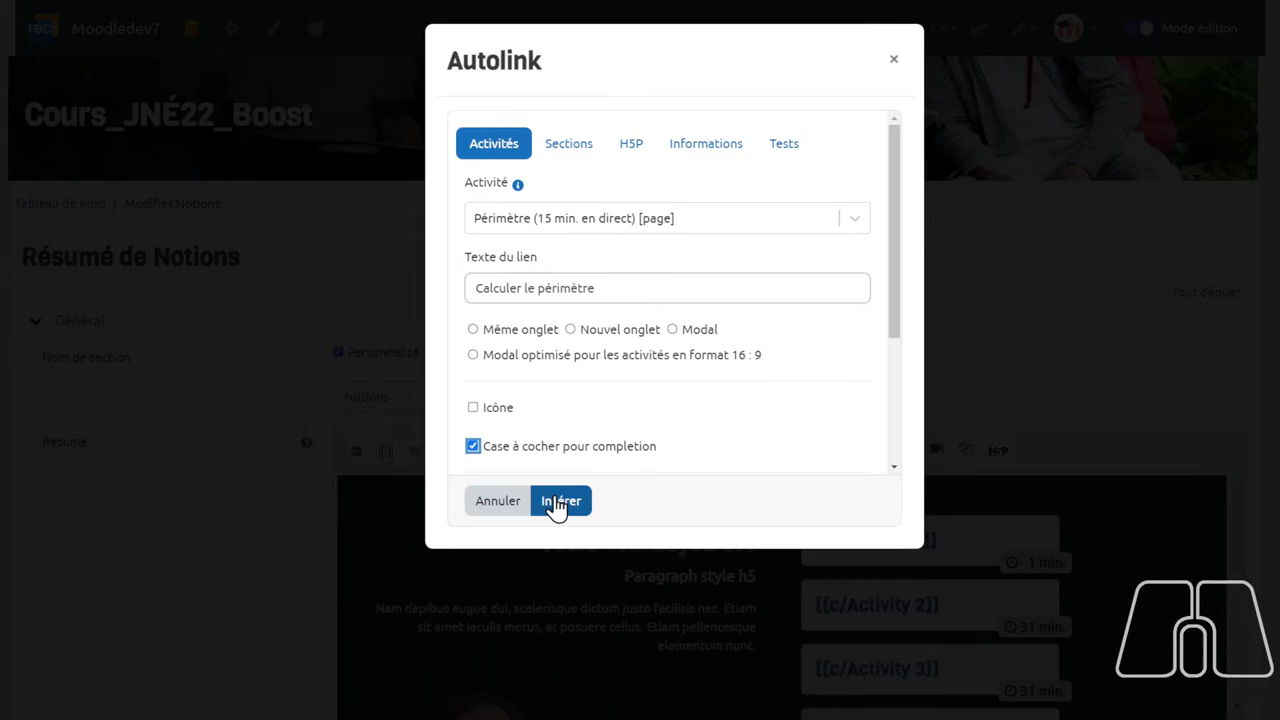 réci Moodledev7 CA Mode édition
Autolink ×
Cours_JNÉ22_Boost
Activités Sections H5P Informations Tests
Activité
Tableau de bord / Modifier Notions
Périmètre (15 min. en direct) [page]
Résumé de Notions
Texte du lien
Calculer le périmètre
Tout déplier
Général
Même onglet Nouvel onglet Modal
Nom de section
Personnalisé
Modal optimisé pour les activités en format 16 : 9
Notions
Icône
Résumé
Case à cocher pour completion
H-P
Annuler Insérer
1 min.
Paragraph style h5
Nam dapibus augue dui, scelerisque dictum justo facilisis nec. Etiam
[[c/Activity 2]]
sit emet iaculis metus, at posuere tellus. Etiam pellentesque
31 min.
elementum nunc.
[[c/Activity 3]]
31 min.